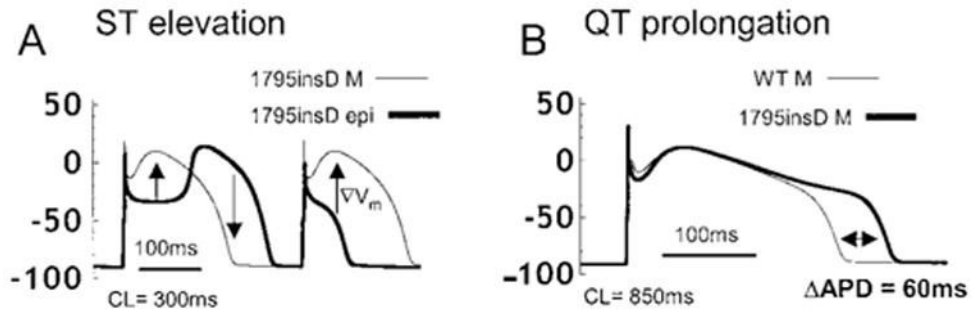 A ST elevation
1795insD M
1795insD epi
50
0
-50
-100
∇Vm
100ms
CL= 300ms
B QT prolongation
WT M
1795insD M
50
0
-50
-100
100ms
CL= 850ms
ΔAPD = 60ms